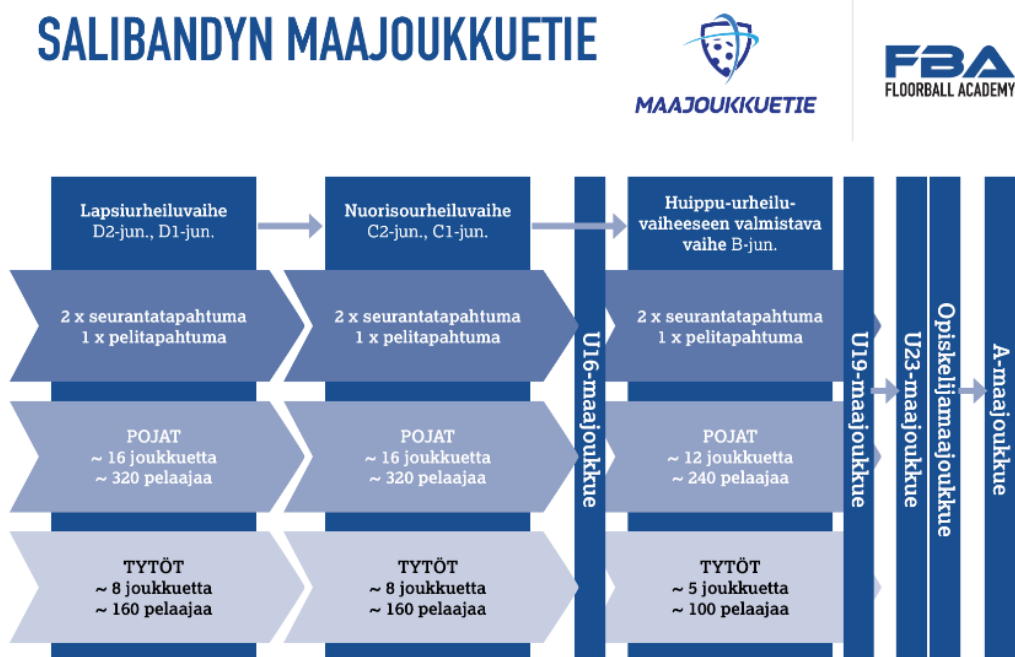 SALIBANDYN MAAJOUKKUETIE
MAAJOUKKUETIE
FBA
FLOORBALL ACADEMY
Lapsiurheiluvaihe
D2-jun., D1-jun.
Nuorisourheiluvaihe
C2-jun., C1-jun.
Huippu-urheilu-
vaiheeseen valmistava
vaihe B-jun.
2 x seurantatapahtuma
1 x pelitapahtuma
2 x seurantatapahtuma
1 x pelitapahtuma
2 x seurantatapahtuma
1 x pelitapahtuma
POJAT
~ 16 joukkuetta
~ 320 pelaajaa
POJAT
~ 16 joukkuetta
~ 320 pelaajaa
POJAT
~ 12 joukkuetta
~ 240 pelaajaa
TYTÖT
~ 8 joukkuetta
~ 160 pelaajaa
TYTÖT
~ 8 joukkuetta
~ 160 pelaajaa
TYTÖT
~ 5 joukkuetta
~ 100 pelaajaa
U16-maajoukkue
U19-maajoukkue
U23-maajoukkue
Opiskelijamaajoukkue
A-maajoukkue